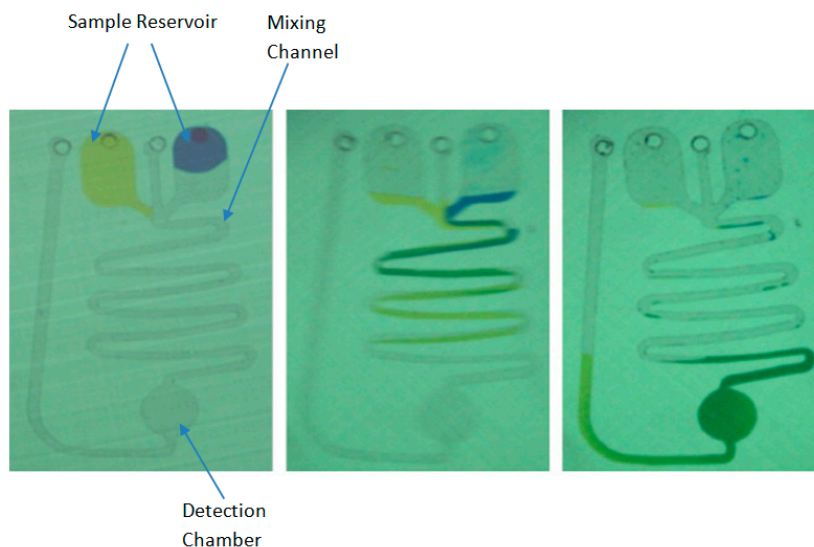 Sample Reservoir
Mixing
Channel
Detection
Chamber